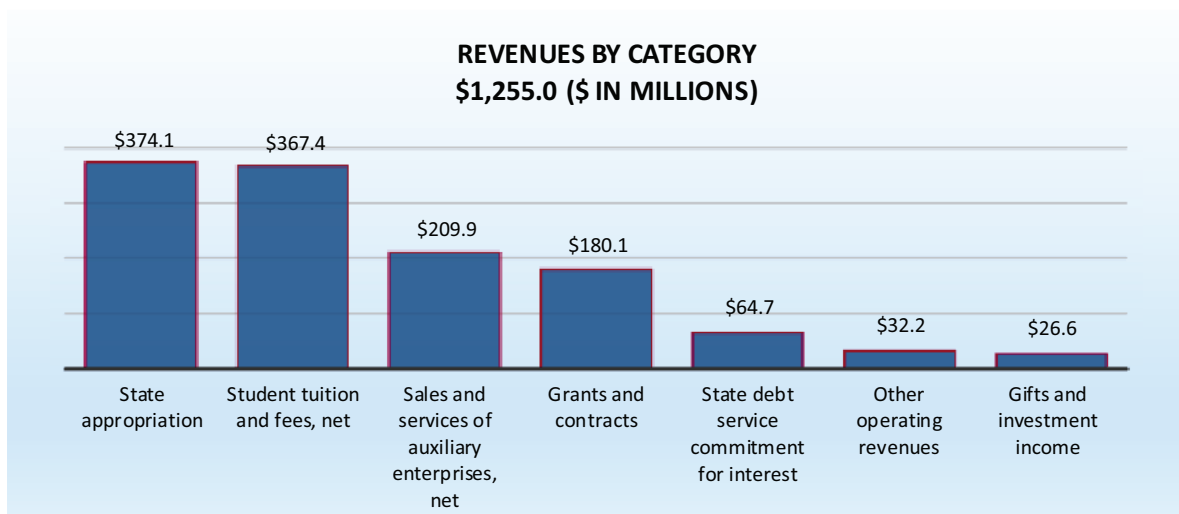 REVENUES BY CATEGORY
$1,255.0 ($ IN MILLIONS)
$374.1
$367.4
$209.9
$180.1
$64.7
$32.2
$26.6
State
appropriation
Student tuition
and fees, net
Sales and
services of
auxiliary
enterprises,
net
Grants and
contracts
State debt
service
commitment
for interest
Other
operating
revenues
Gifts and
investment
income